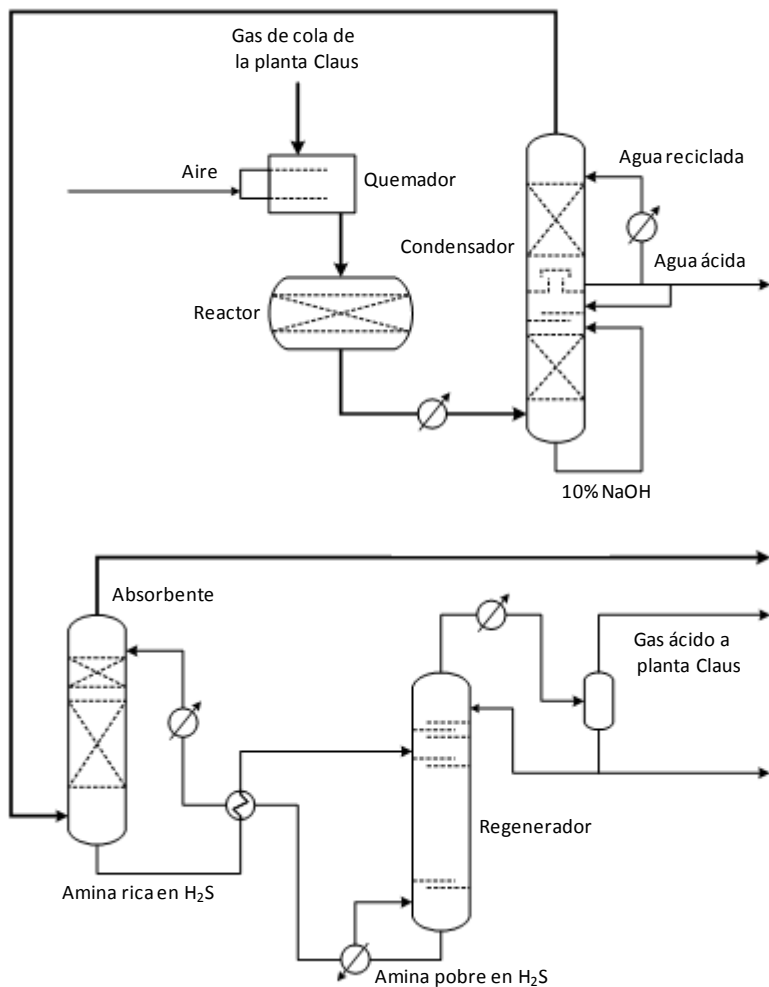 Gas de cola de
la planta Claus
Aire
Quemador
Agua reciclada
Condensador
Agua ácida
Reactor
10% NaOH
Absorbente
Gas ácido a
planta Claus
Regenerador
Amina rica en H₂S
Amina pobre en H₂S